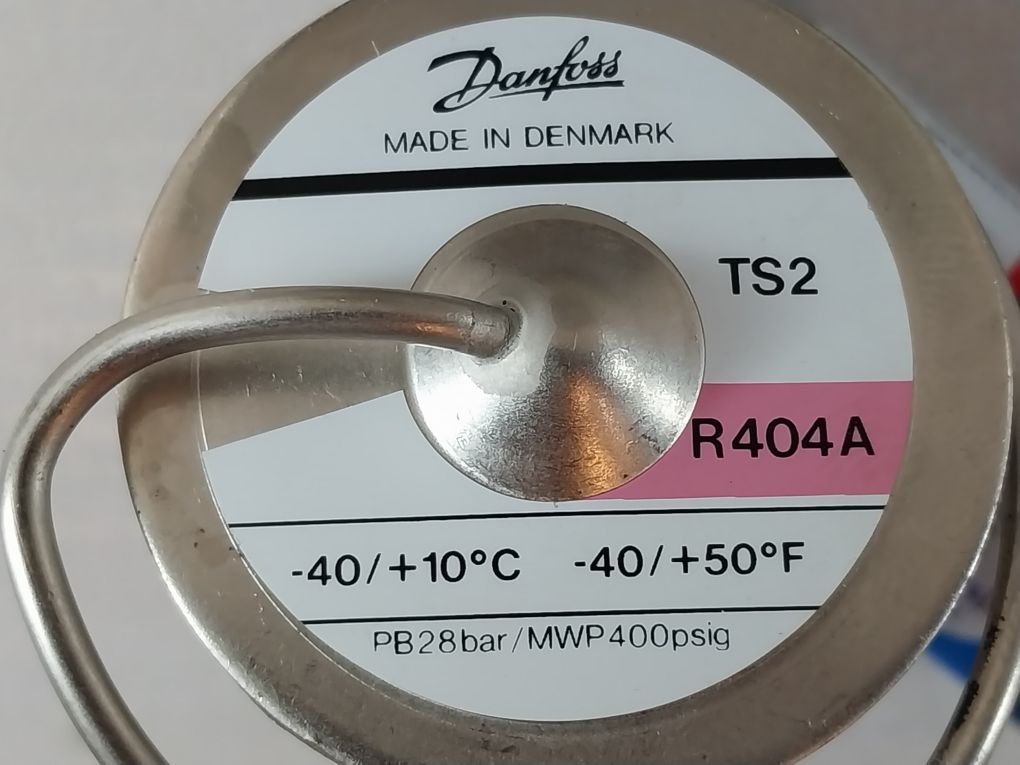 Danfoss
MADE IN DENMARK
TS2
R404A
-40/+10°C -40/+50°F
PB28bar/MWP400psig